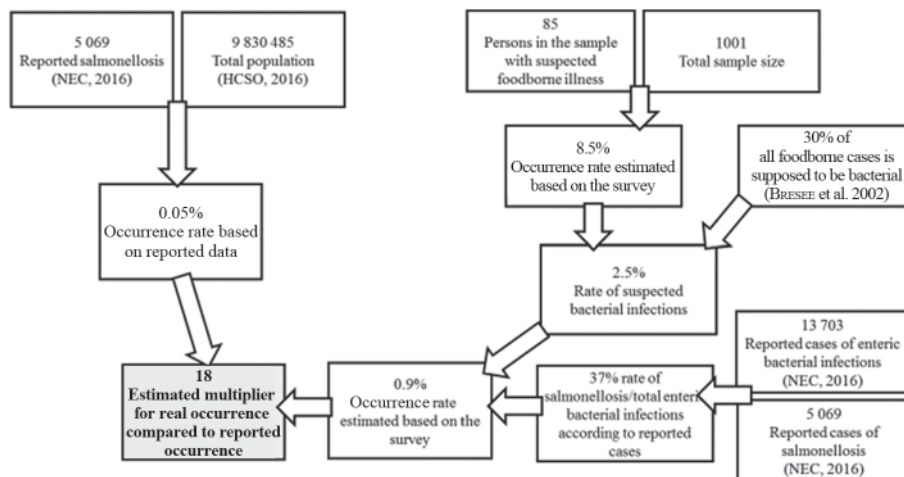 5 069
Reported salmonellosis
(NEC, 2016)
9 830 485
Total population
(HCSO, 2016)
85
Persons in the sample
with suspected
foodborne illness
1001
Total sample size
8.5%
Occurrence rate estimated
based on the survey
30% of
all foodborne cases is
supposed to be bacterial
(BRESEE et al. 2002)
0.05%
Occurrence rate based
on reported data
2.5%
Rate of suspected
bacterial infections
13 703
Reported cases of enteric
bacterial infections
(NEC, 2016)
18
Estimated multiplier
for real occurrence
compared to reported
occurrence
0.9%
Occurrence rate
estimated based on the
survey
37% rate of
salmonellosis/total enteri
bacterial infections
according to reported
cases
5 069
Reported cases of
salmonellosis
(NEC, 2016)